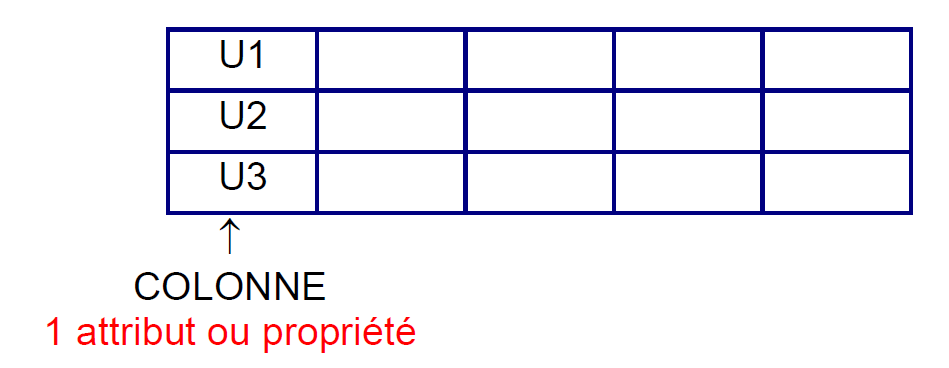 U1
U2
U3
↑
COLONNE
1 attribut ou propriété